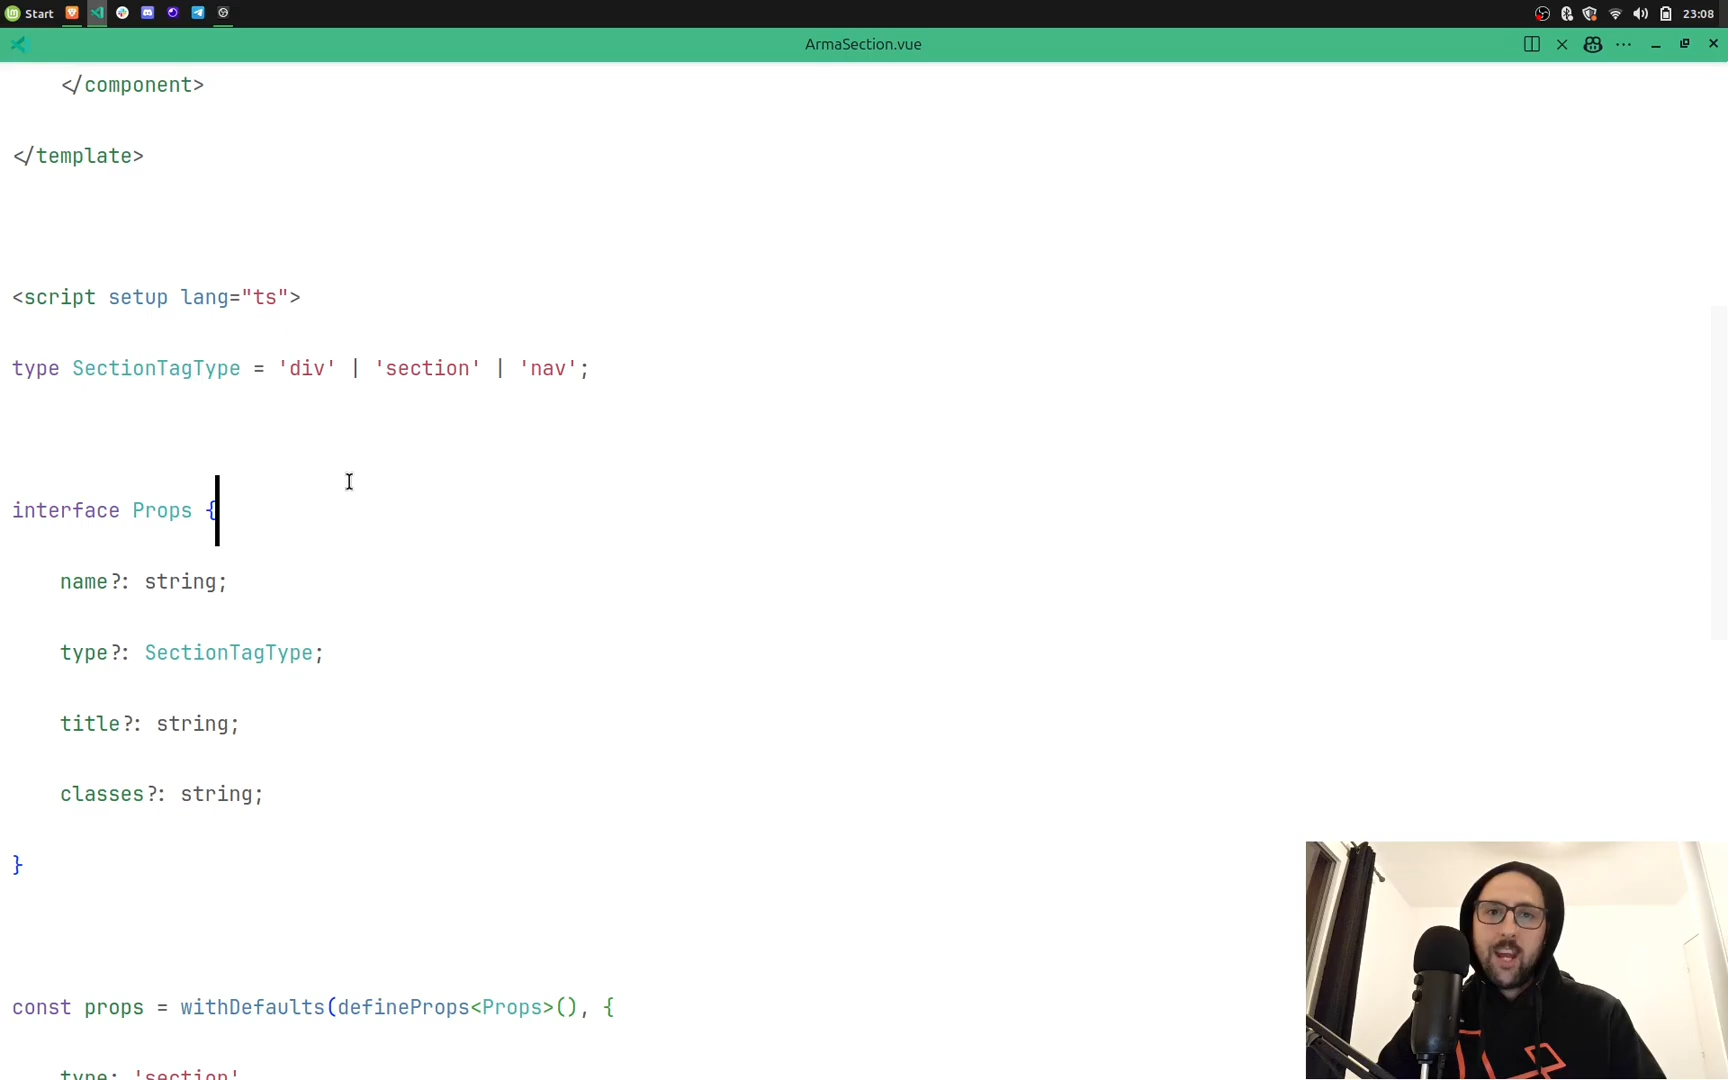 Start
23:08
ArmaSection.vue
</component>
</template>
<script setup lang="ts">
type SectionTagType = 'div' | 'section' | 'nav';
interface Props {
name?: string;
type?: SectionTagType;
title?: string;
classes?: string;
}
const props = withDefaults(defineProps<Props>(), {
type: 'section'